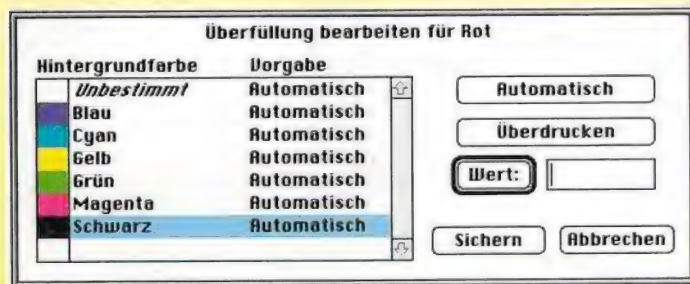 Überfüllung bearbeiten für Rot
Hintergrundfarbe Vorgabe
Unbestimmt Automatisch
Blau Automatisch
Cyan Automatisch
Gelb Automatisch
Grün Automatisch
Magenta Automatisch
Schwarz Automatisch
Automatisch
Überdrucken
Wert:
Sichern Abbrechen